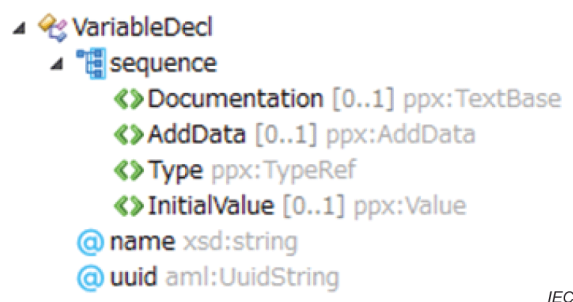 VariableDecl
sequence
Documentation [0..1] ppx:TextBase
AddData [0..1] ppx:AddData
Type ppx:TypeRef
InitialValue [0..1] ppx:Value
@ name xsd:string
@ uuid aml:UuidString
IEC